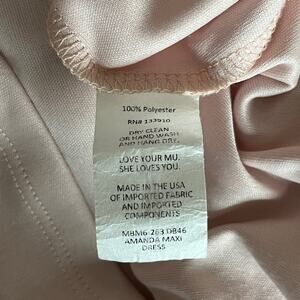 100% Polyester
RN# 133910
DRY CLEAN
OR HAND WASH
AND HANG DRY.
LOVE YOUR MU.
SHE LOVES YOU.
MADE IN THE USA
OF IMPORTED FABRIC
AND IMPORTED
COMPONENTS
MBM6-263 DB46
AMANDA MAXI
DRESS